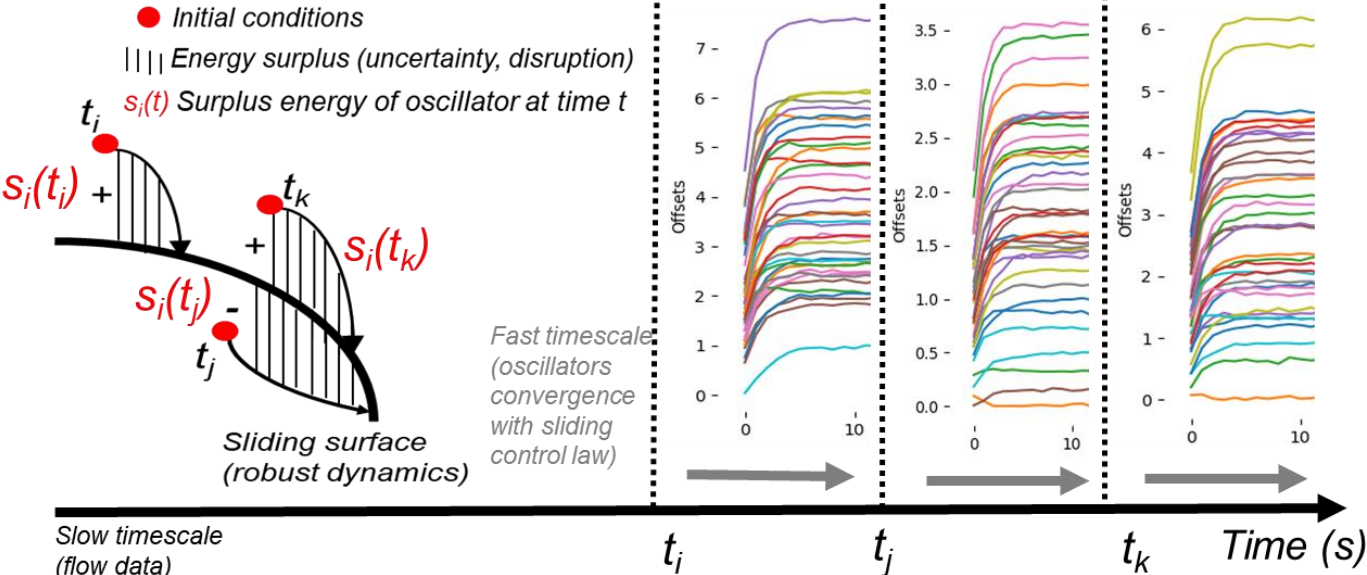 Initial conditions
Energy surplus (uncertainty, disruption)
si(t) Surplus energy of oscillator at time t
ti
si(ti)
+
tk
+
si(tk)
si(tj)
-
tj
Sliding surface
(robust dynamics)
Fast timescale
(oscillators
convergence
with sliding
control law)
Offsets
7
6
5
4
3
2
1
0
0
10
Offsets
3.5
3.0
2.5
2.0
1.5
1.0
0.5
0.0
0
10
Offsets
6
5
4
3
2
1
0
0
10
Slow timescale
(flow data)
ti
tj
tk
Time (s)